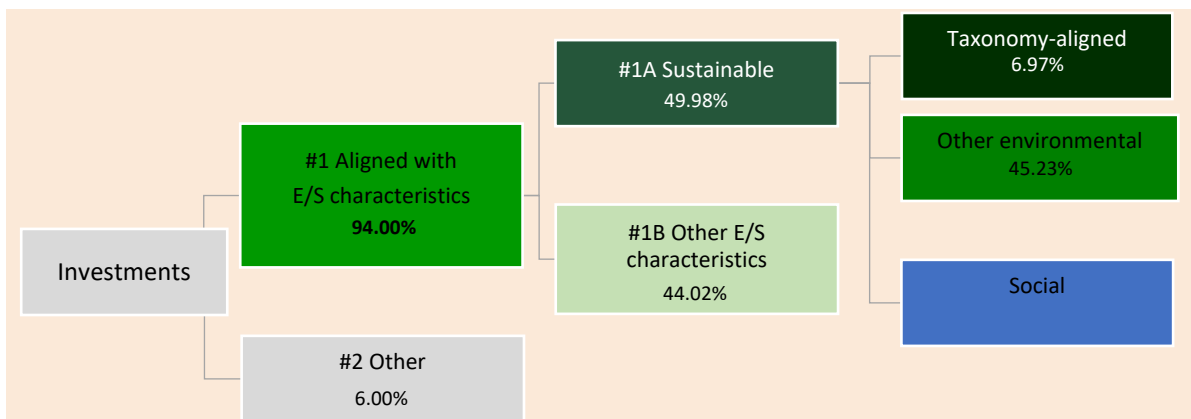 Investments
#1 Aligned with
E/S characteristics
94.00%
#2 Other
6.00%
#1A Sustainable
49.98%
#1B Other E/S
characteristics
44.02%
Taxonomy-aligned
6.97%
Other environmental
45.23%
Social